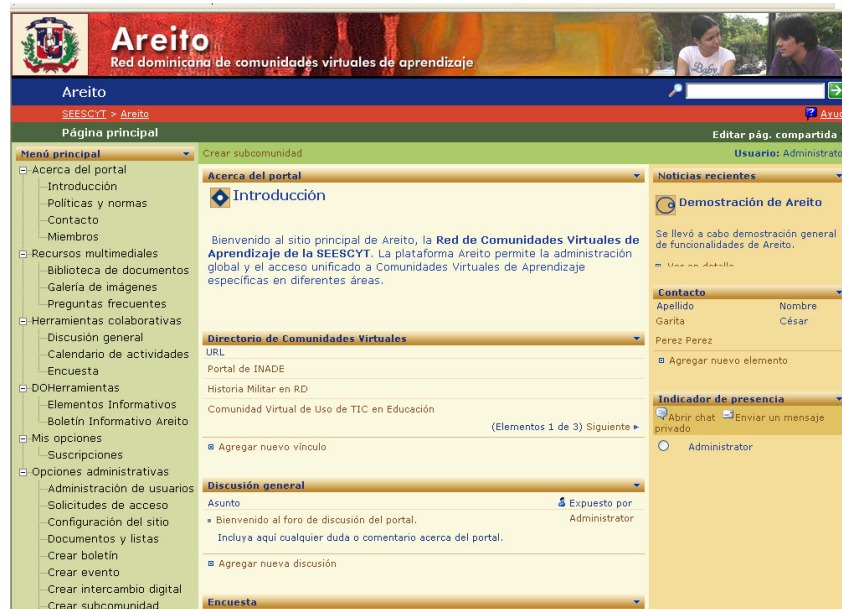 Areito
Red dominicana de comunidades virtuales de aprendizaje
Baby
Areito
SEESCYT > Areito
Página principal
Editar pág. compartida
Menú principal
Acerca del portal
Introducción
Políticas y normas
Contacto
Miembros
Recursos multimediales
Biblioteca de documentos
Galería de imágenes
Preguntas frecuentes
Herramientas colaborativas
Discusión general
Calendario de actividades
Encuesta
DOHerramientas
Elementos Informativos
Boletín Informativo Areito
Mis opciones
Suscripciones
Opciones administrativas
Administración de usuarios
Solicitudes de acceso
Configuración del sitio
Documentos y listas
Crear boletín
Crear evento
Crear intercambio digital
Crear subcomunidad
Crear subcomunidad
Usuario: Administrato
Acerca del portal
Introducción
Bienvenido al sitio principal de Areito, la Red de Comunidades Virtuales de
Aprendizaje de la SEESCYT. La plataforma Areito permite la administración
global y el acceso unificado a Comunidades Virtuales de Aprendizaje
específicas en diferentes áreas.
Directorio de Comunidades Virtuales
URL
Portal de INADE
Historia Militar en RD
Comunidad Virtual de Uso de TIC en Educación
(Elementos 1 de 3) Siguiente
Agregar nuevo vínculo
Discusión general
Asunto Expuesto por
Bienvenido al foro de discusión del portal. Administrator
Incluya aquí cualquier duda o comentario acerca del portal.
Agregar nueva discusión
Encuesta
Noticias recientes
Demostración de Areito
Se llevó a cabo demostración general
de funcionalidades de Areito.
Ver en detalle
Contacto
Apellido Nombre
Garita César
Perez Perez
Agregar nuevo elemento
Indicador de presencia
Abrir chat Enviar un mensaje
privado
Administrator